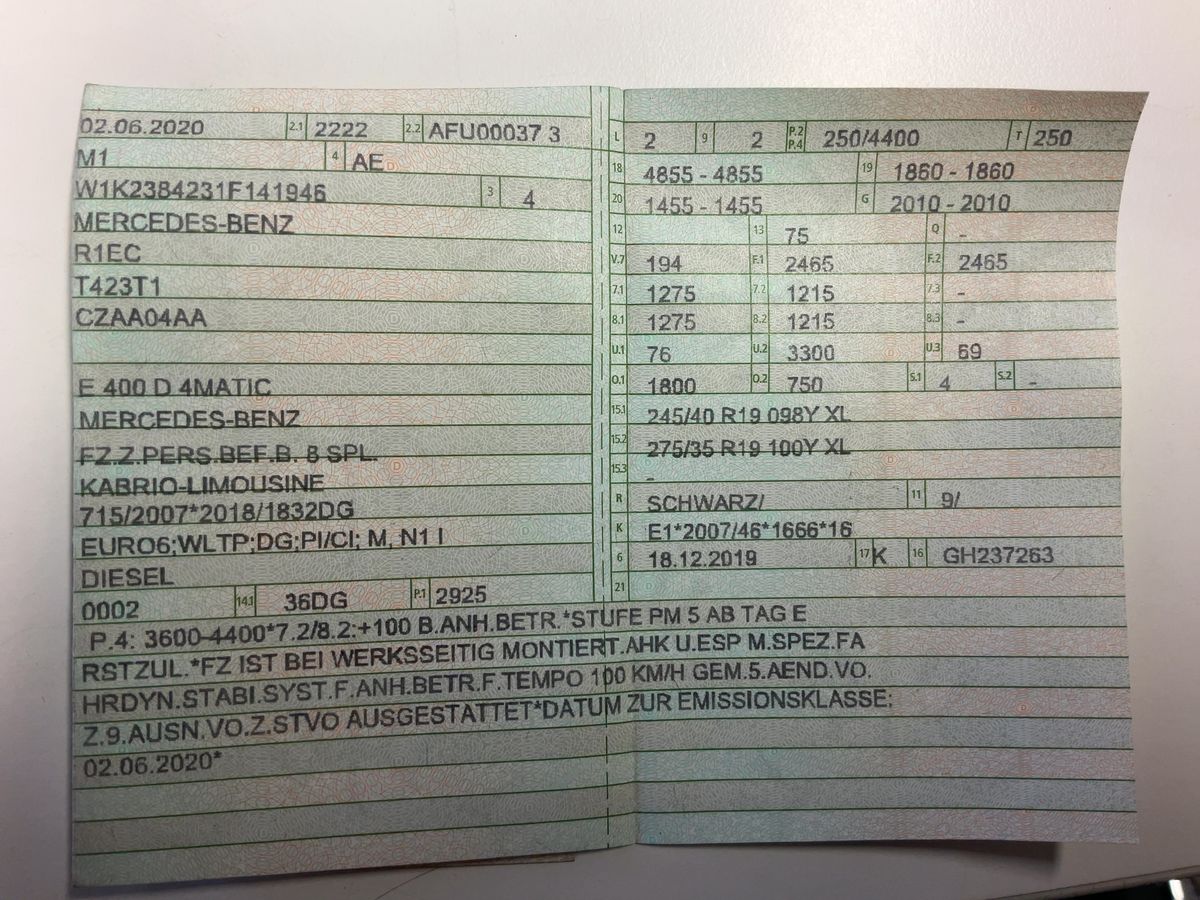 02.06.2020 2.1 2222 2.2 AFU00037 3
M1 4 AE
W1K2384231F141946 3 4
MERCEDES-BENZ
R1EC
T423T1
CZAA04AA
E 400 D 4MATIC
MERCEDES-BENZ
FZ.Z.PERS.BEF.B. 8 SPL.
KABRIO-LIMOUSINE
715/2007*2018/1832DG
EURO6;WLTP;DG;PI/CI; M, N1 I
DIESEL
0002 14.1 36DG P.1 2925
L 2 9 2 P.2 P.4 250/4400 T 250
18 4855 - 4855 19 1860 - 1860
20 1455 - 1455 G 2010 - 2010
12 13 75 Q -
V.7 194 F.1 2465 F.2 2465
7.1 1275 7.2 1215 7.3 -
8.1 1275 8.2 1215 8.3 -
U.1 76 U.2 3300 U.3 69
O.1 1800 O.2 750 S.1 4 S.2 -
15.1 245/40 R19 098Y XL
15.2 275/35 R19 100Y XL
15.3 -
R SCHWARZ/ 11 9/
K E1*2007/46*1666*16
6 18.12.2019 17 K 16 GH237263
21
P.4: 3600-4400*7.2/8.2:+100 B.ANH.BETR.*STUFE PM 5 AB TAG E
RSTZUL.*FZ IST BEI WERKSSEITIG MONTIERT.AHK U.ESP M.SPEZ.FA
HRDYN.STABI.SYST.F.ANH.BETR.F.TEMPO 100 KM/H GEM.5.AEND.VO.
Z.9.AUSN.VO.Z.STVO AUSGESTATTET*DATUM ZUR EMISSIONSKLASSE:
02.06.2020*